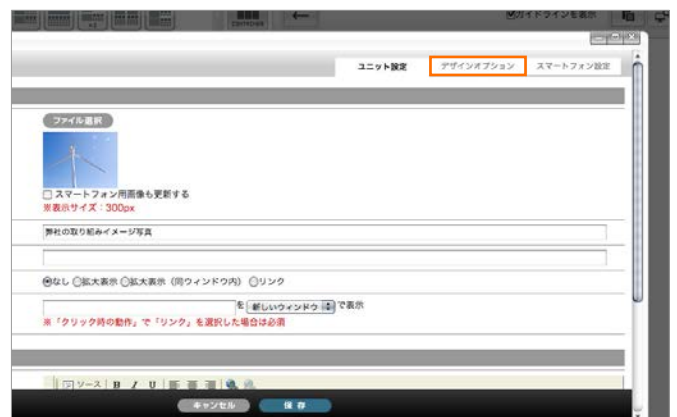 ガイドラインを表示
ユニット設定 デザインオプション スマートフォン設定
ファイル選択
スマートフォン用画像も更新する
※表示サイズ：300px
弊社の取り組みイメージ写真
なし 拡大表示 拡大表示（同ウィンドウ内） リンク
を 新しいウィンドウ で表示
※「クリック時の動作」で「リンク」を選択した場合は必須
ソース B I U
キャンセル 保存